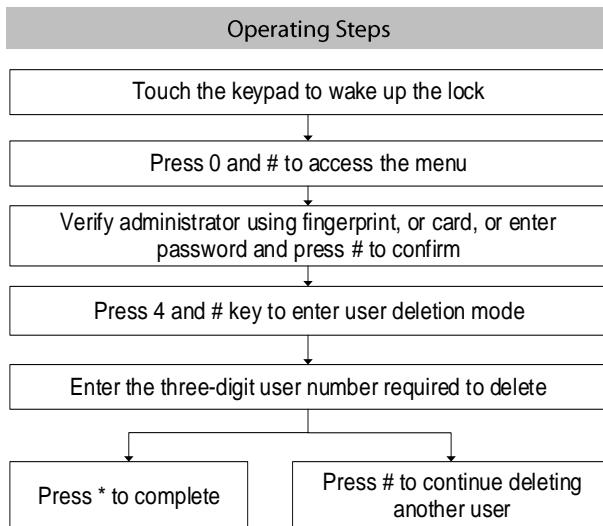 Operating Steps
Touch the keypad to wake up the lock
Press 0 and # to access the menu
Verify administrator using fingerprint, or card, or enter
password and press # to confirm
Press 4 and # key to enter user deletion mode
Enter the three-digit user number required to delete
Press * to complete
Press # to continue deleting
another user